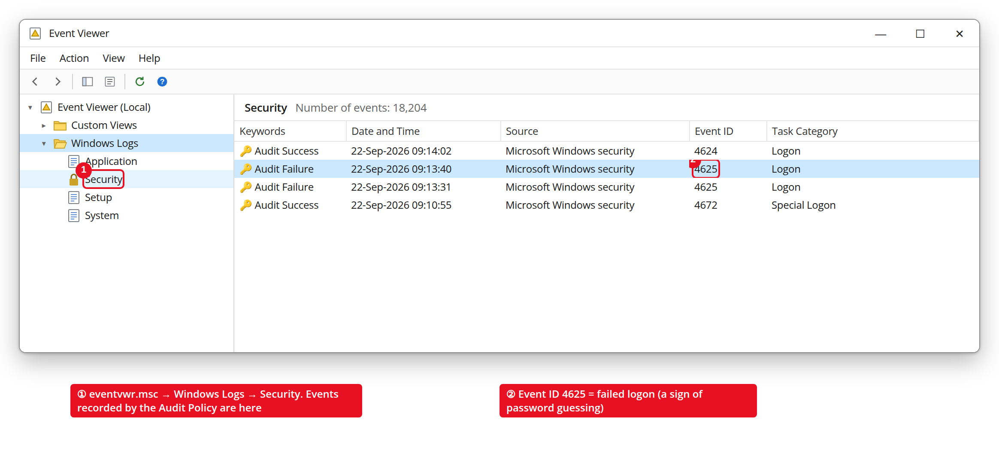 Event Viewer
File Action View Help
Event Viewer (Local)
Custom Views
Windows Logs
Application
1
Security
Setup
System
Security Number of events: 18,204
Keywords Date and Time Source Event ID Task Category
Audit Success 22-Sep-2026 09:14:02 Microsoft Windows security 4624 Logon
2
Audit Failure 22-Sep-2026 09:13:40 Microsoft Windows security 4625 Logon
Audit Failure 22-Sep-2026 09:13:31 Microsoft Windows security 4625 Logon
Audit Success 22-Sep-2026 09:10:55 Microsoft Windows security 4672 Special Logon
① eventvwr.msc → Windows Logs → Security. Events
recorded by the Audit Policy are here
② Event ID 4625 = failed logon (a sign of
password guessing)